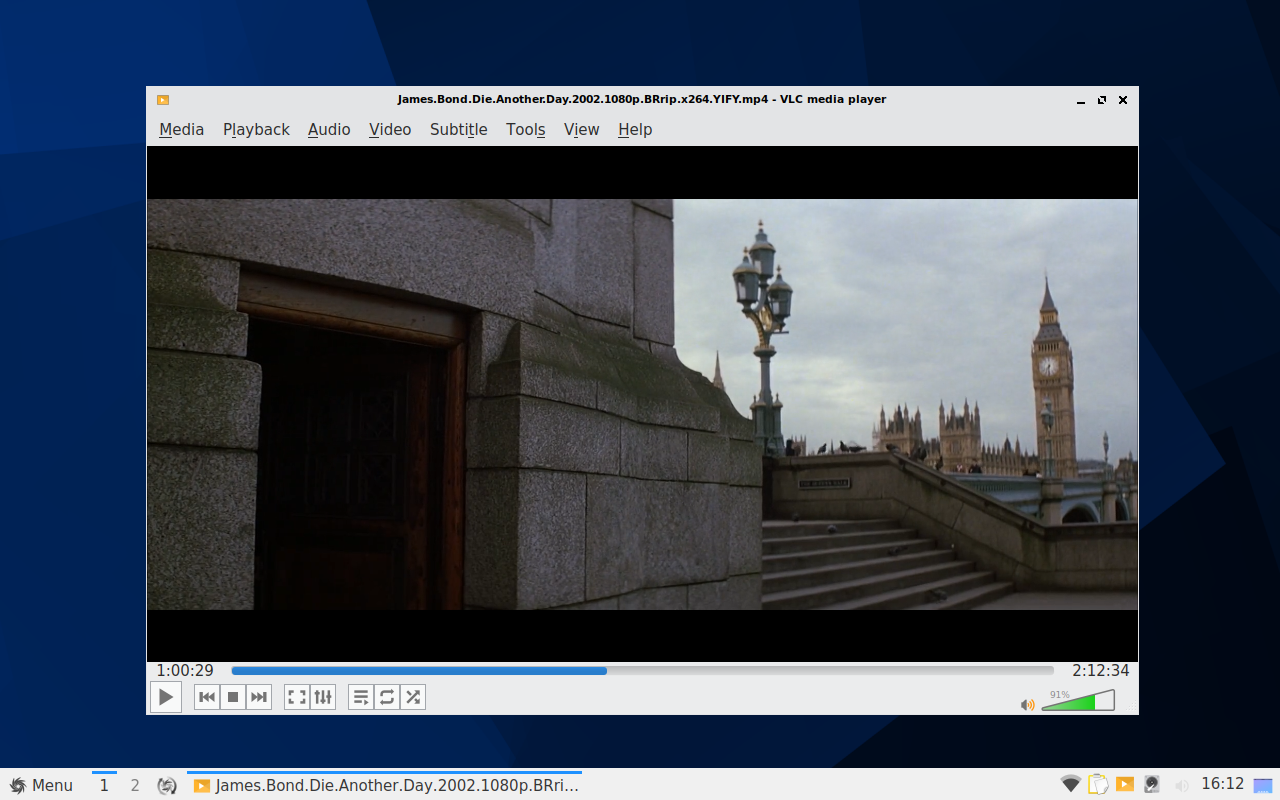 James.Bond.Die.Another.Day.2002.1080p.BRrip.x264.YIFY.mp4 - VLC media player
Media Playback Audio Video Subtitle Tools View Help
1:00:29 2:12:34
91%
Menu 1 2 James.Bond.Die.Another.Day.2002.1080p.BRri... 16:12